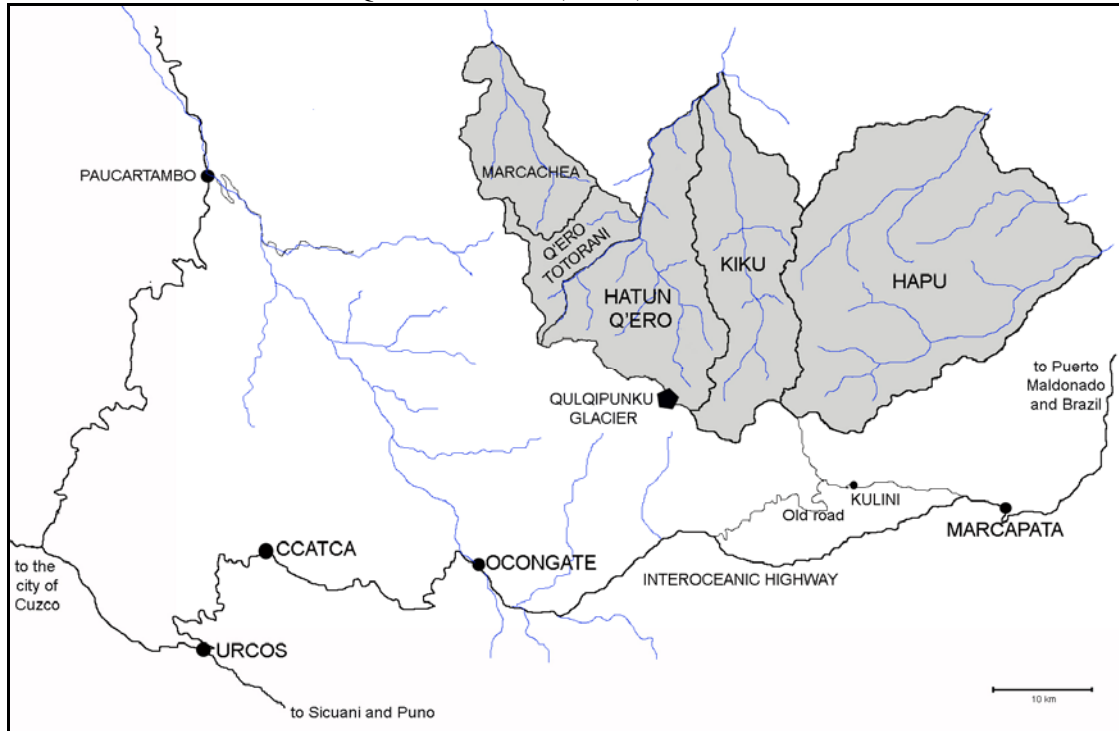 PAUCARTAMBO
MARCACHEA
Q'ERO
TOTORANI
HATUN
Q'ERO
KIKU
HAPU
QULQIPUNKU
GLACIER
to Puerto
Maldonado
and Brazil
KULINI
Old road
MARCAPATA
CCATCA
OCONGATE
INTEROCEANIC HIGHWAY
to the
city of
Cuzco
URCOS
to Sicuani and Puno
10 km